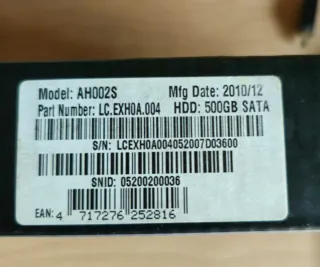 Model: AH002S Mfg Date: 2010/12
Part Number: LC.EXH0A.004 HDD: 500GB SATA
S/N: LCEXH0A004052007D03600
SNID: 05200200036
EAN: 4 717276 252816